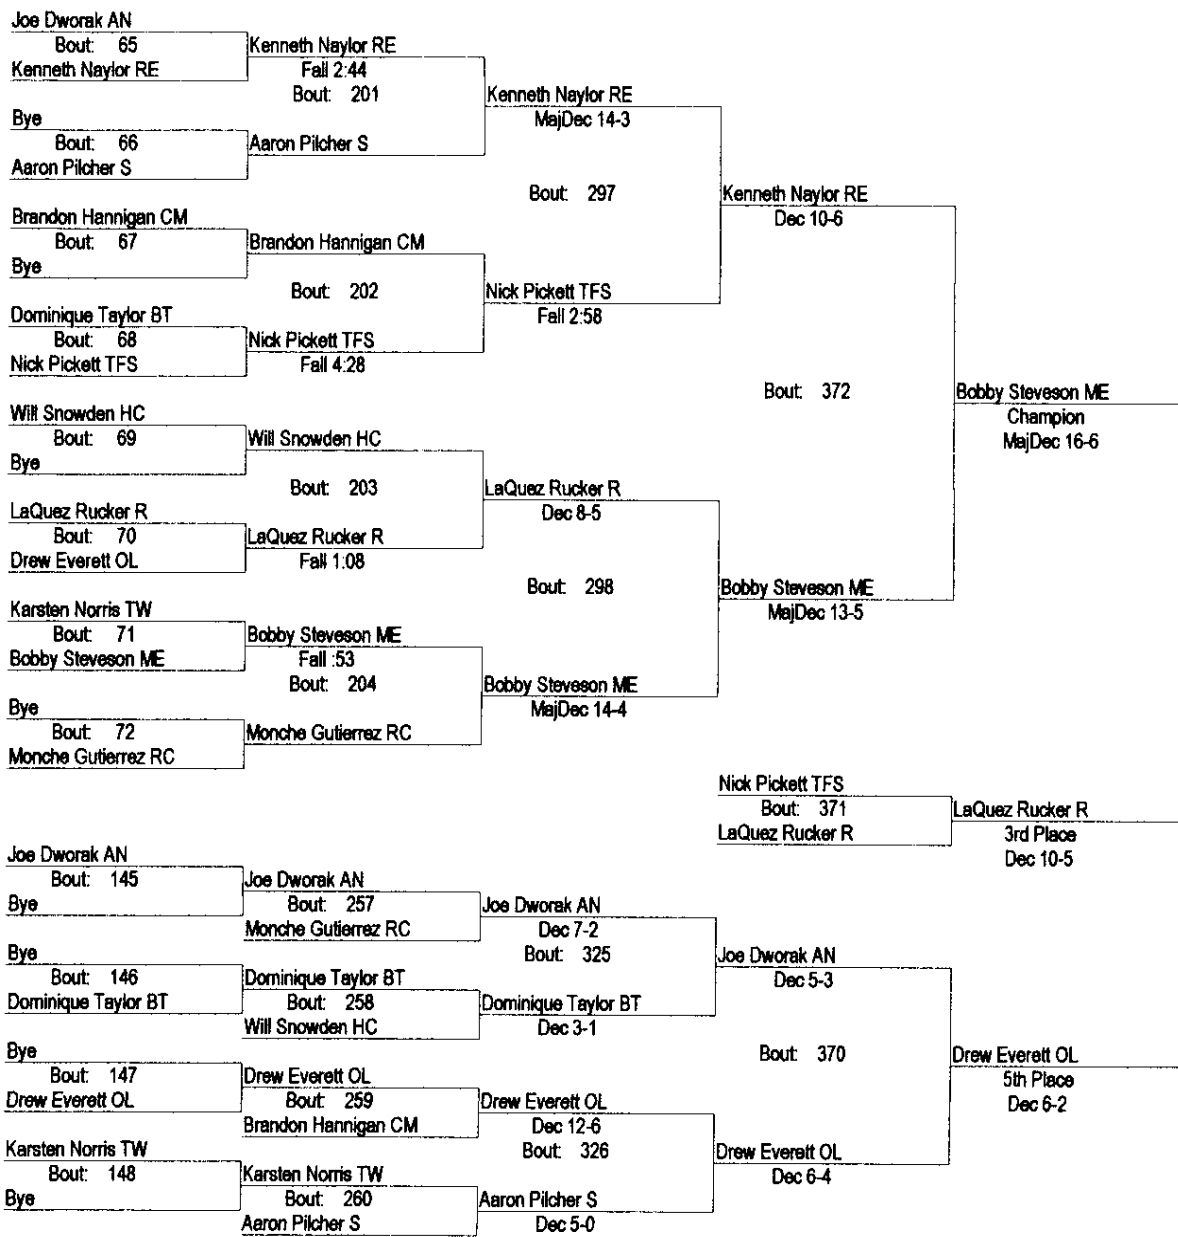 Joe Dworak AN
Bout: 65
Kenneth Naylor RE
Kenneth Naylor RE
Fall 2:44
Bout: 201
Bye
Bout: 66
Aaron Pilcher S
Aaron Pilcher S
Kenneth Naylor RE
MajDec 14-3
Bout: 297
Brandon Hannigan CM
Bout: 67
Bye
Brandon Hannigan CM
Bout: 202
Dominique Taylor BT
Bout: 68
Nick Pickett TFS
Nick Pickett TFS
Fall 4:28
Nick Pickett TFS
Fall 2:58
Kenneth Naylor RE
Dec 10-6
Bout: 372
Will Snowden HC
Bout: 69
Bye
Will Snowden HC
Bout: 203
LaQuez Rucker R
Bout: 70
Drew Everett OL
LaQuez Rucker R
Fall 1:08
LaQuez Rucker R
Dec 8-5
Bout: 298
Karsten Norris TW
Bout: 71
Bobby Steveson ME
Bobby Steveson ME
Fall :53
Bout: 204
Bye
Bout: 72
Monche Gutierrez RC
Monche Gutierrez RC
Bobby Steveson ME
MajDec 14-4
Bobby Steveson ME
MajDec 13-5
Bobby Steveson ME
Champion
MajDec 16-6
Nick Pickett TFS
Bout: 371
LaQuez Rucker R
LaQuez Rucker R
3rd Place
Dec 10-5
Joe Dworak AN
Bout: 145
Bye
Joe Dworak AN
Bout: 257
Monche Gutierrez RC
Joe Dworak AN
Dec 7-2
Bout: 325
Bye
Bout: 146
Dominique Taylor BT
Dominique Taylor BT
Bout: 258
Will Snowden HC
Dominique Taylor BT
Dec 3-1
Joe Dworak AN
Dec 5-3
Bout: 370
Bye
Bout: 147
Drew Everett OL
Drew Everett OL
Bout: 259
Brandon Hannigan CM
Drew Everett OL
Dec 12-6
Bout: 326
Karsten Norris TW
Bout: 148
Bye
Karsten Norris TW
Bout: 260
Aaron Pilcher S
Aaron Pilcher S
Dec 5-0
Drew Everett OL
Dec 6-4
Drew Everett OL
5th Place
Dec 6-2